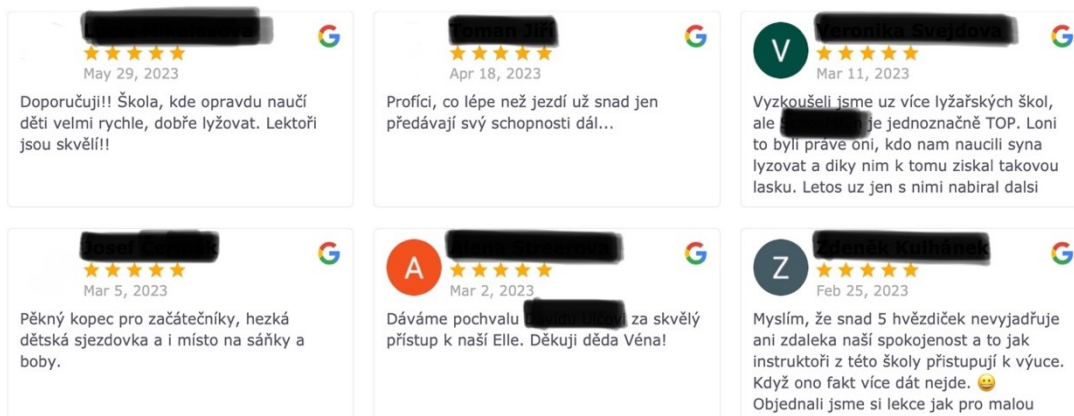 May 29, 2023
Doporučuji!! Škola, kde opravdu naučí
děti velmi rychle, dobře lyžovat. Lektoři
jsou skvělí!!
Apr 18, 2023
Profíci, co lépe než jezdí už snad jen
předávají svý schopnosti dál...
V
Mar 11, 2023
Vyzkoušeli jsme uz více lyžařských škol,
ale je jednoznačně TOP. Loni
to byli práve oni, kdo nam naucili syna
lyzovat a diky nim k tomu ziskal takovou
lasku. Letos uz jen s nimi nabiral dalsi
Mar 5, 2023
Pěkný kopec pro začátečníky, hezká
dětská sjezdovka a i místo na sáňky a
boby.
A
Mar 2, 2023
Dáváme pochvalu za skvělý
přístup k naší Elle. Děkuji děda Véna!
Z
Feb 25, 2023
Myslím, že snad 5 hvězdiček nevyjadřuje
ani zdaleka naší spokojenost a to jak
instruktoři z této školy přistupují k výuce.
Když ono fakt více dát nejde. 😀
Objednali jsme si lekce jak pro malou